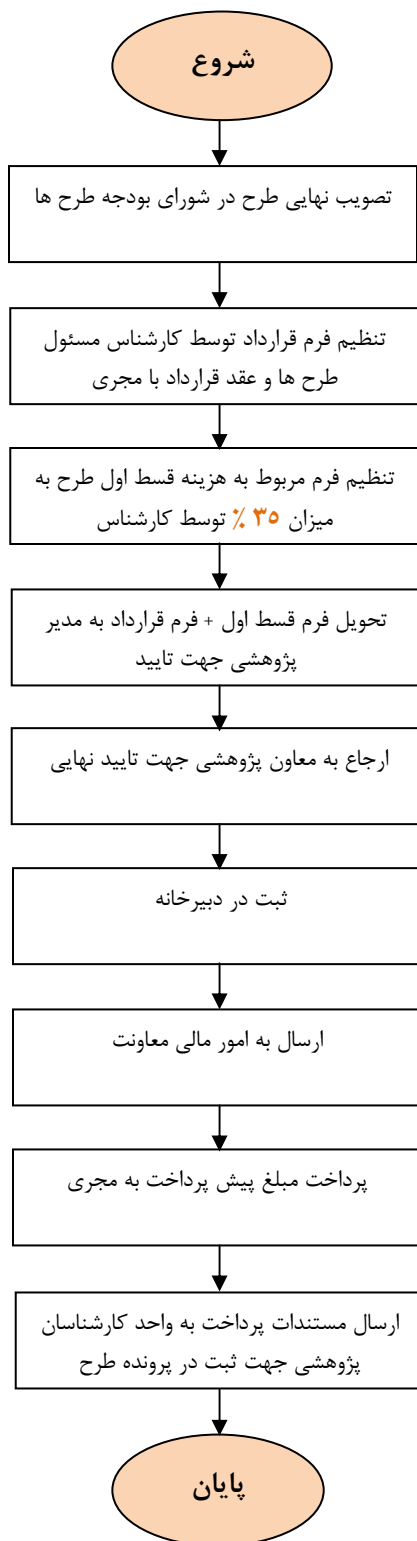 شروع
تصویب نهایی طرح در شورای بودجه طرح ها
تنظیم فرم قرارداد توسط کارشناس مسئول
طرح ها و عقد قرارداد با مجری
تنظیم فرم مربوط به هزینه قسط اول طرح به
میزان ۳۵ ٪ توسط کارشناس
تحویل فرم قسط اول + فرم قرارداد به مدیر
پژوهشی جهت تایید
ارجاع به معاون پژوهشی جهت تایید نهایی
ثبت در دبیرخانه
ارسال به امور مالی معاونت
پرداخت مبلغ پیش پرداخت به مجری
ارسال مستندات پرداخت به واحد کارشناسان
پژوهشی جهت ثبت در پرونده طرح
پایان